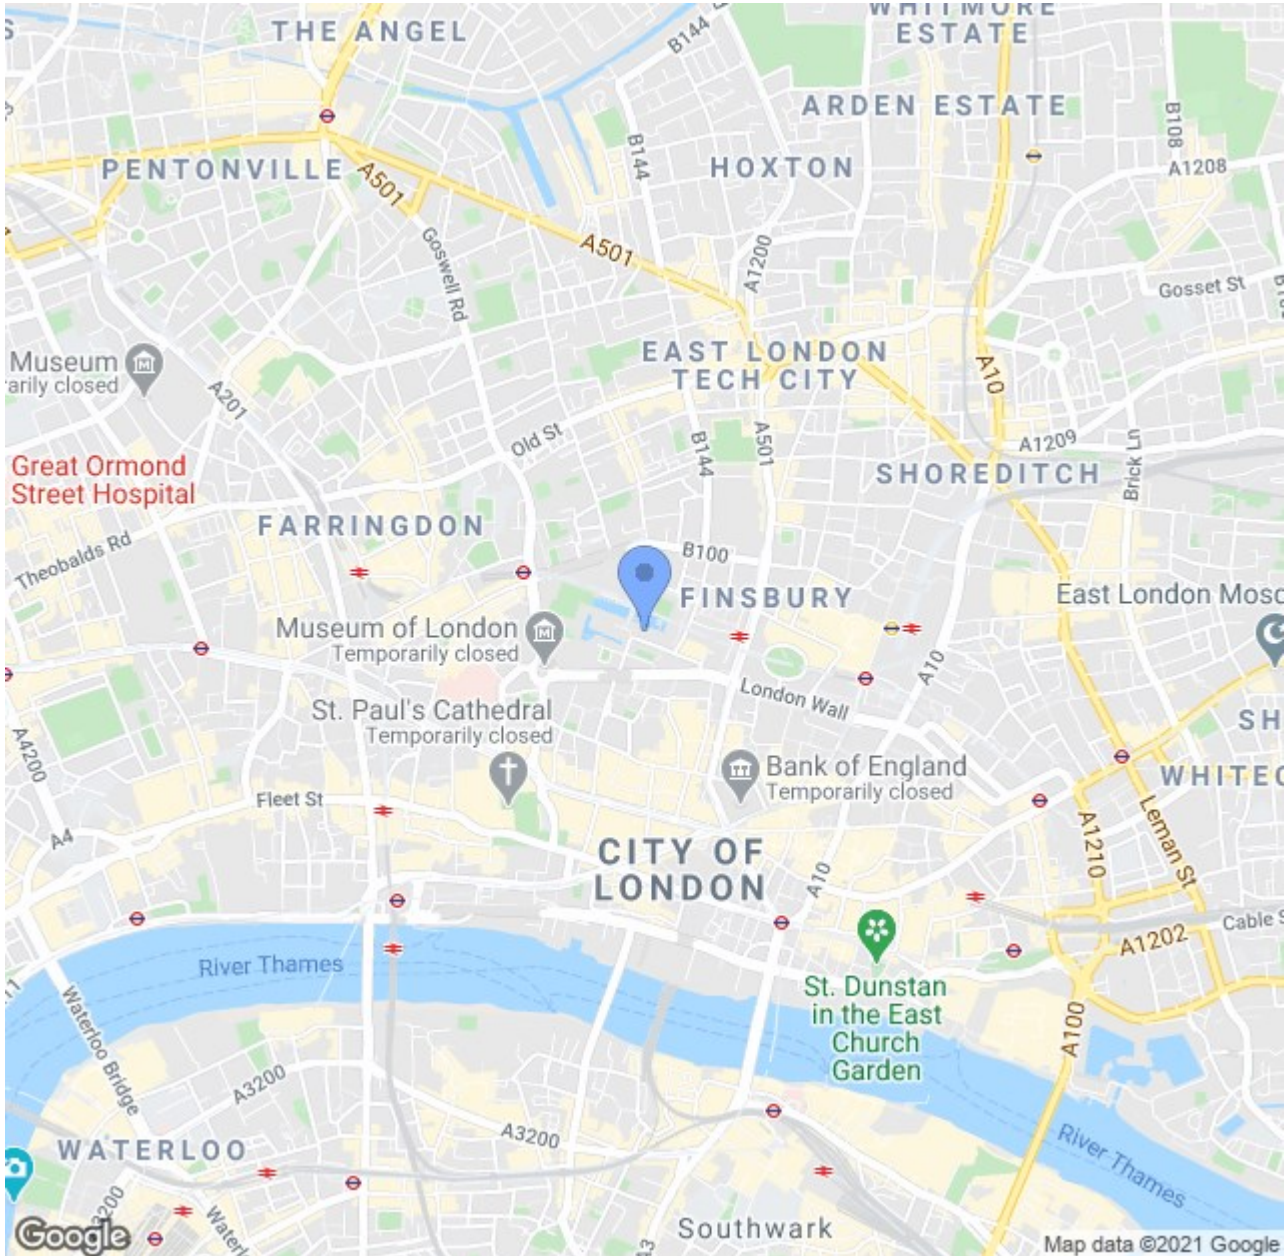 WHITMORE
ESTATE
THE ANGEL
B144
ARDEN ESTATE
B108
A1208
PENTONVILLE
A501
B144
HOXTON
Goswell Rd
A501
A1200
Gosset St
Museum
rarily closed
A201
EAST LONDON
TECH CITY
A10
Old St
B144
A501
A1209
Brick Ln
Great Ormond
Street Hospital
SHOREDITCH
FARRINGDON
Theobalds Rd
B100
FINSBURY
East London Mosq
Museum of London
Temporarily closed
A10
London Wall
St. Paul's Cathedral
Temporarily closed
SH
A4200
Bank of England
Temporarily closed
WHITEC
Fleet St
A4
A1210
Leman St
CITY OF
LONDON
A10
Cable S
A1202
River Thames
St. Dunstan
in the East
Church
Garden
Waterloo Bridge
A100
A3200
A3200
River Thames
WATERLOO
A3200
Waterl
Southwark
Google
Map data ©2021 Google